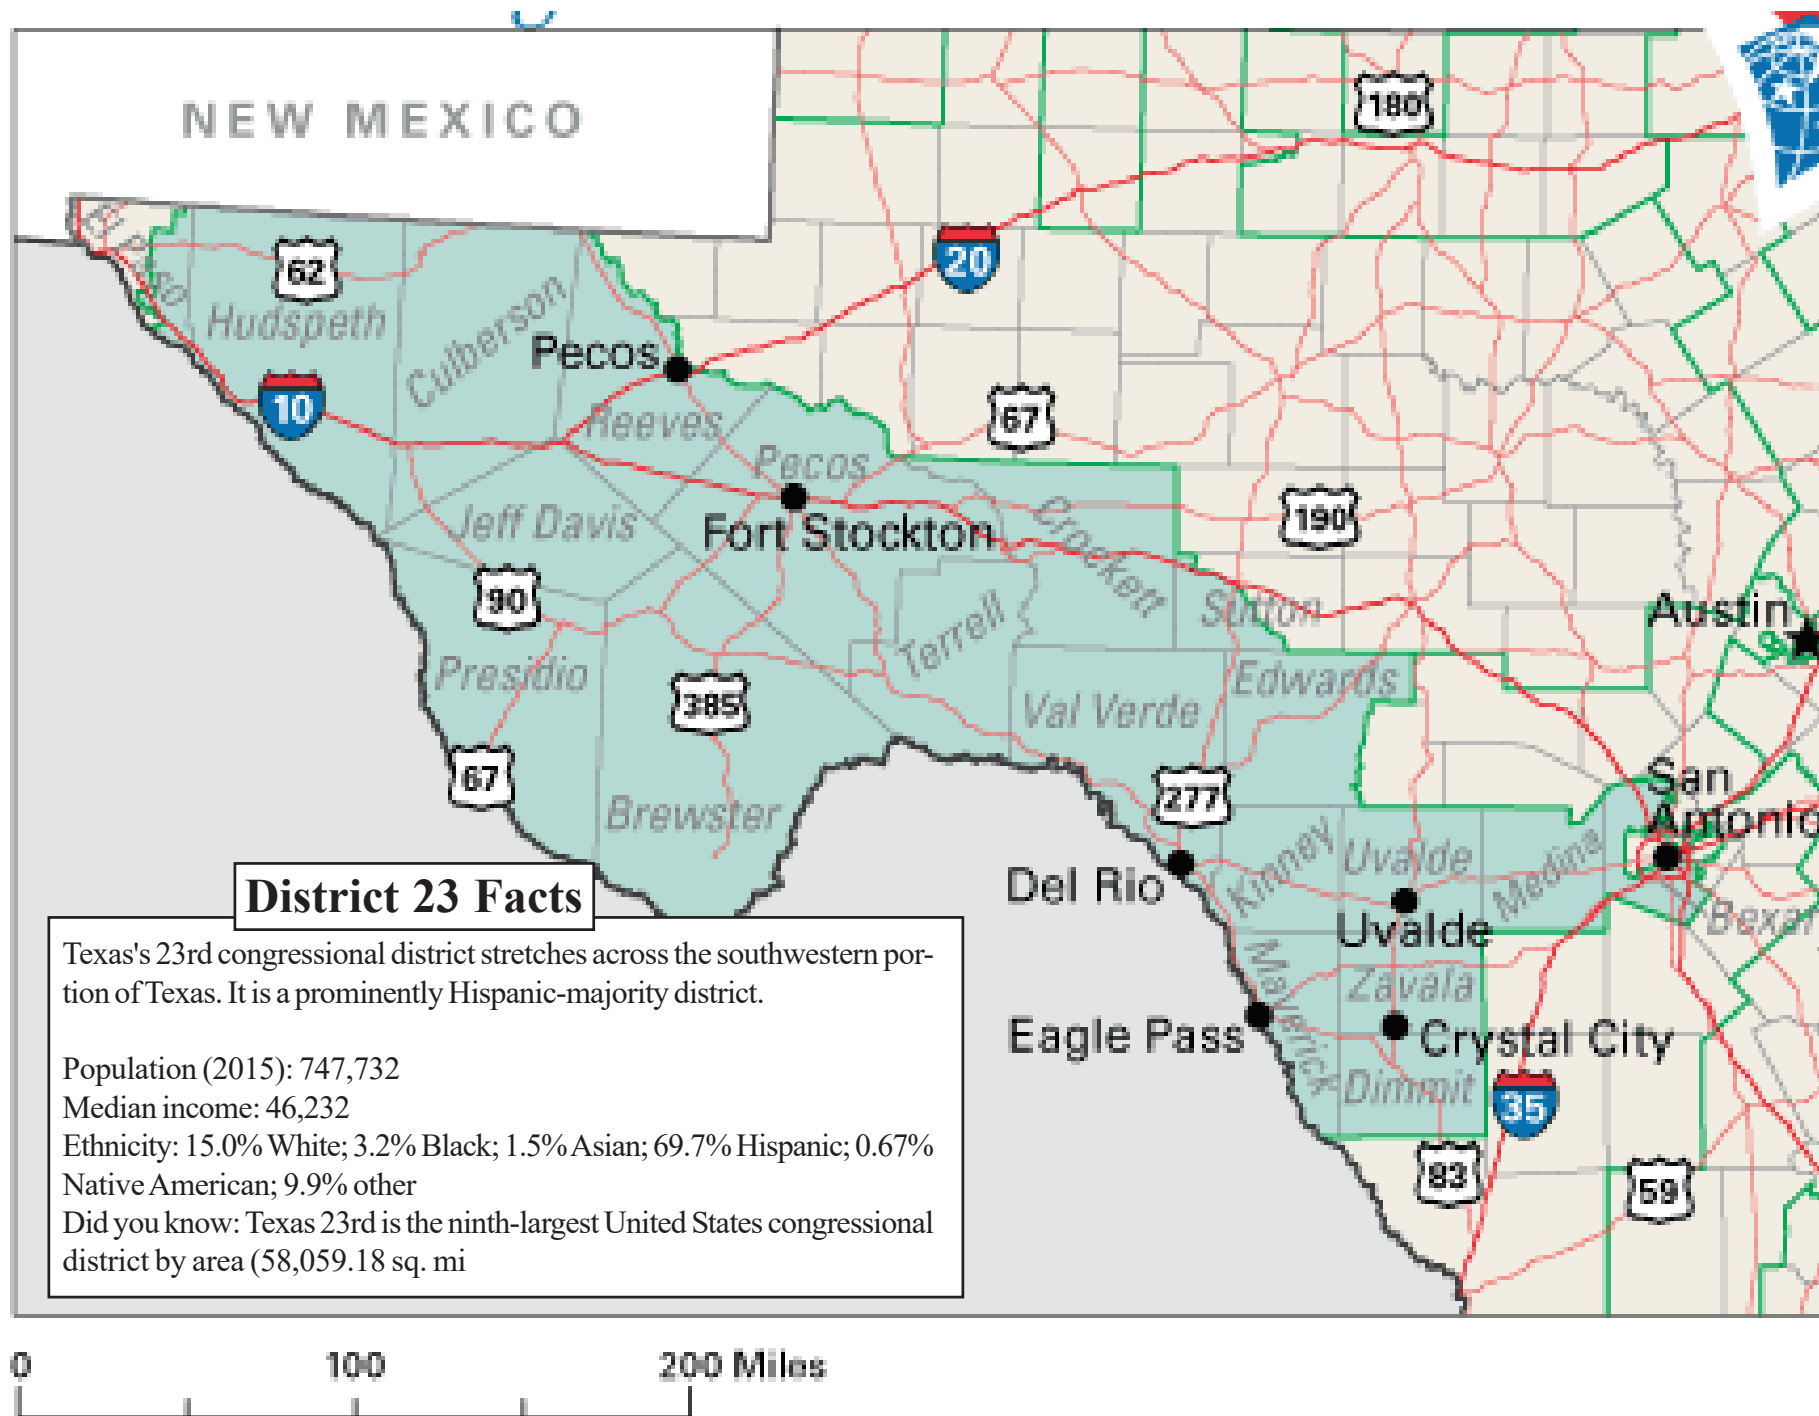 NEW MEXICO
180
El Paso
62
20
Hudspeth
Culberson
Pecos
10
67
Reeves
Pecos
190
Jeff Davis
Fort Stockton
Crockett
90
Sutton
Austin
Terrell
Presidio
Edwards
385
Val Verde
67
277
San
Antonio
Brewster
Kinney
Uvalde
Medina
Del Rio
Uvalde
Bexar
Maverick
Zavala
Eagle Pass
Crystal City
Dimmit
35
83
59
District 23 Facts
Texas's 23rd congressional district stretches across the southwestern por-
tion of Texas. It is a prominently Hispanic-majority district.
Population (2015): 747,732
Median income: 46,232
Ethnicity: 15.0% White; 3.2% Black; 1.5% Asian; 69.7% Hispanic; 0.67%
Native American; 9.9% other
Did you know: Texas 23rd is the ninth-largest United States congressional
district by area (58,059.18 sq. mi
0 100 200 Miles